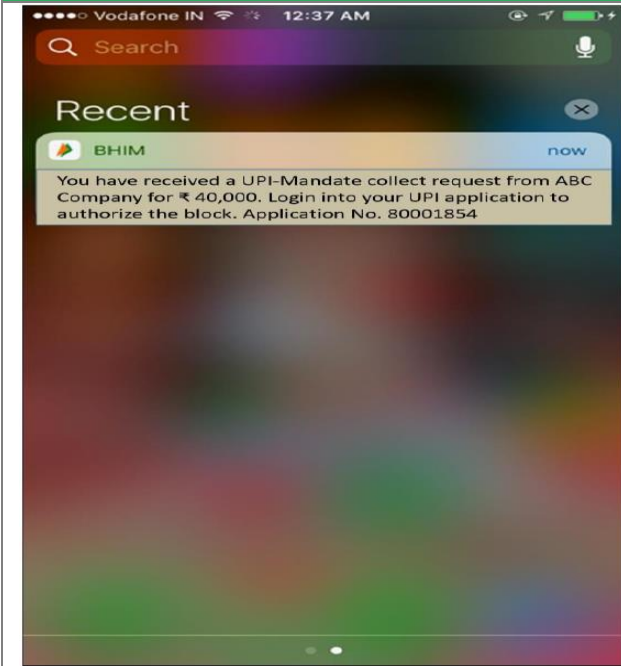 Vodafone IN 12:37 AM
Search
Recent
BHIM now
You have received a UPI-Mandate collect request from ABC
Company for ₹ 40,000. Login into your UPI application to
authorize the block. Application No. 80001854